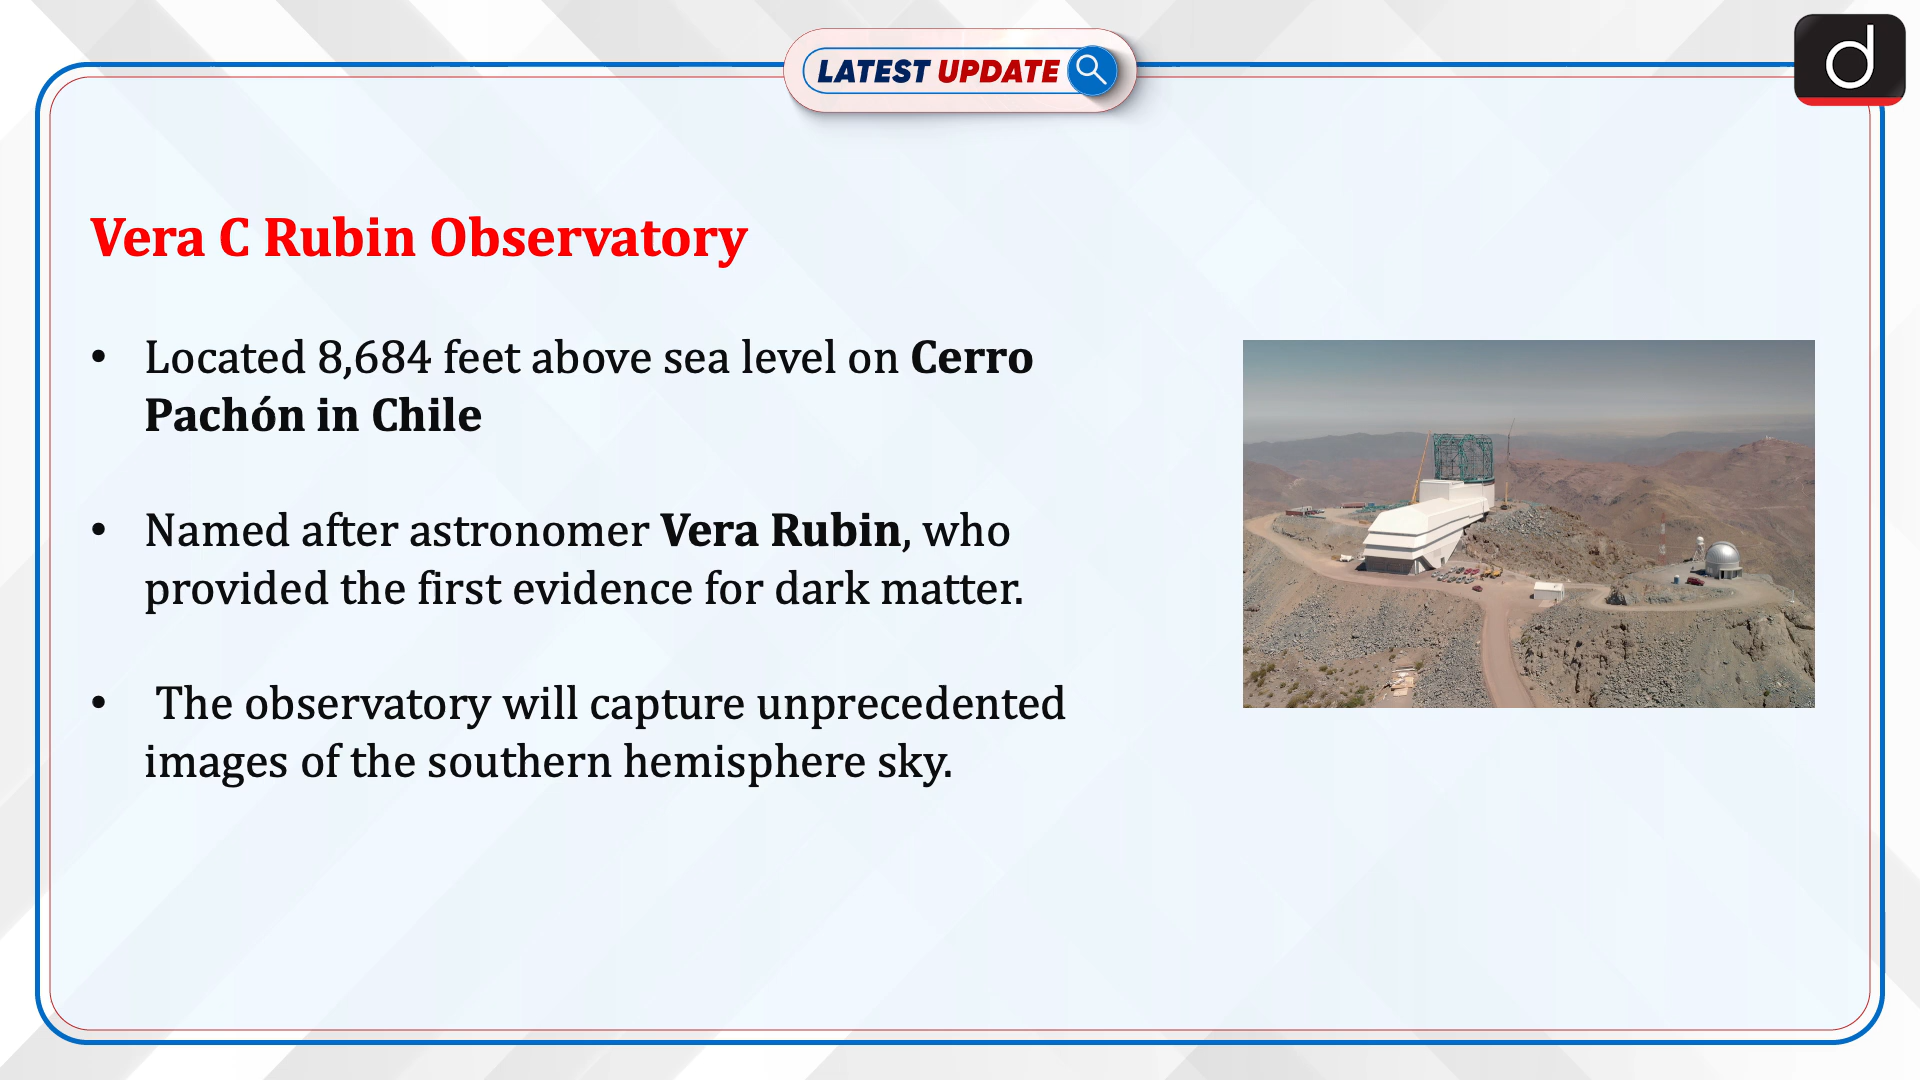 LATEST UPDATE
d
Vera C Rubin Observatory
• Located 8,684 feet above sea level on Cerro
Pachón in Chile
• Named after astronomer Vera Rubin, who
provided the first evidence for dark matter.
• The observatory will capture unprecedented
images of the southern hemisphere sky.